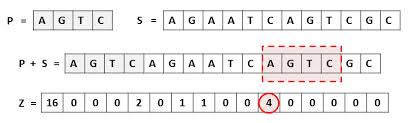 P = A G T C S = A G A A T C A G T C G C
P + S = A G T C A G A A T C A G T C G C
Z = 16 0 0 0 2 0 1 1 0 0 4 0 0 0 0 0